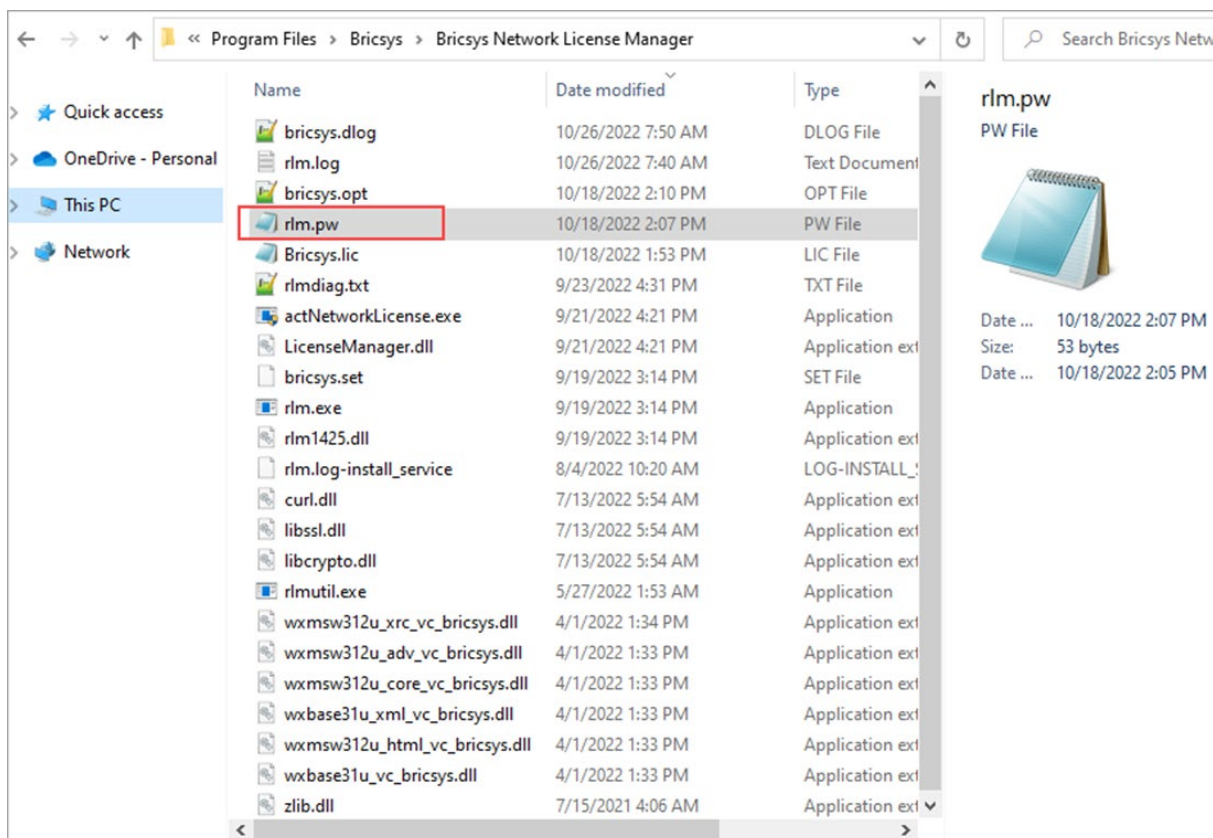 « Program Files › Bricsys › Bricsys Network License Manager Search Bricsys Netw
Name Date modified Type
Quick access
OneDrive - Personal
This PC
Network
bricsys.dlog 10/26/2022 7:50 AM DLOG File
rlm.log 10/26/2022 7:40 AM Text Document
bricsys.opt 10/18/2022 2:10 PM OPT File
rlm.pw 10/18/2022 2:07 PM PW File
Bricsys.lic 10/18/2022 1:53 PM LIC File
rlmdiag.txt 9/23/2022 4:31 PM TXT File
actNetworkLicense.exe 9/21/2022 4:21 PM Application
LicenseManager.dll 9/21/2022 4:21 PM Application ext
bricsys.set 9/19/2022 3:14 PM SET File
rlm.exe 9/19/2022 3:14 PM Application
rlm1425.dll 9/19/2022 3:14 PM Application ext
rlm.log-install_service 8/4/2022 10:20 AM LOG-INSTALL_S
curl.dll 7/13/2022 5:54 AM Application ext
libssl.dll 7/13/2022 5:54 AM Application ext
libcrypto.dll 7/13/2022 5:54 AM Application ext
rlmutil.exe 5/27/2022 1:53 AM Application
wxmsw312u_xrc_vc_bricsys.dll 4/1/2022 1:34 PM Application ext
wxmsw312u_adv_vc_bricsys.dll 4/1/2022 1:33 PM Application ext
wxmsw312u_core_vc_bricsys.dll 4/1/2022 1:33 PM Application ext
wxbase31u_xml_vc_bricsys.dll 4/1/2022 1:33 PM Application ext
wxmsw312u_html_vc_bricsys.dll 4/1/2022 1:33 PM Application ext
wxbase31u_vc_bricsys.dll 4/1/2022 1:33 PM Application ext
zlib.dll 7/15/2021 4:06 AM Application ext
rlm.pw
PW File
Date ... 10/18/2022 2:07 PM
Size: 53 bytes
Date ... 10/18/2022 2:05 PM